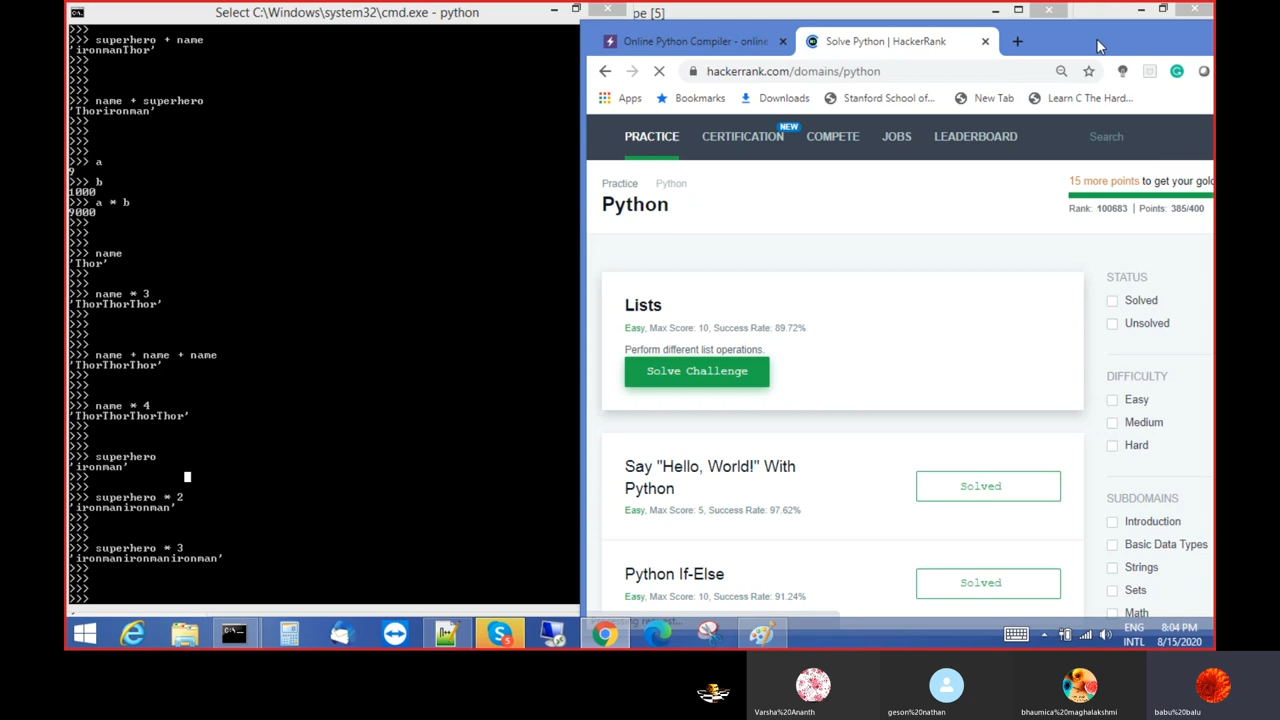 Select C:\Windows\system32\cmd.exe - python
>>>
>>> superhero + name
'ironmanThor'
>>>
>>>
>>>
>>>
>>> name + superhero
'Thorironman'
>>>
>>>
>>>
>>>
>>> a
9
>>> b
1000
>>> a * b
9000
>>>
>>>
>>>
>>> name
'Thor'
>>>
>>>
>>> name * 3
'ThorThorThor'
>>>
>>>
>>>
>>>
>>> name + name + name
'ThorThorThor'
>>>
>>>
>>>
>>> name * 4
'ThorThorThorThor'
>>>
>>>
>>>
>>> superhero
'ironman'
>>>
>>>
>>> superhero * 2
'ironmanironman'
>>>
>>>
>>>
>>> superhero * 3
'ironmanironmanironman'
>>>
>>>
>>>
>>>
pe [5]
Online Python Compiler - online
Solve Python | HackerRank
hackerrank.com/domains/python
Apps Bookmarks Downloads Stanford School of... New Tab Learn C The Hard...
PRACTICE CERTIFICATION NEW COMPETE JOBS LEADERBOARD Search
Practice Python
Python
15 more points to get your gold
Rank: 100683 | Points: 385/400
Lists
Easy, Max Score: 10, Success Rate: 89.72%
Perform different list operations.
Solve Challenge
Say "Hello, World!" With
Python
Easy, Max Score: 5, Success Rate: 97.62%
Solved
Python If-Else
Easy, Max Score: 10, Success Rate: 91.24%
Solved
STATUS
Solved
Unsolved
DIFFICULTY
Easy
Medium
Hard
SUBDOMAINS
Introduction
Basic Data Types
Strings
Sets
Math
ENG
INTL
8:04 PM
8/15/2020
Varsha%20Ananth
geson%20nathan
bhaumica%20maghalakshmi
babu%20balu